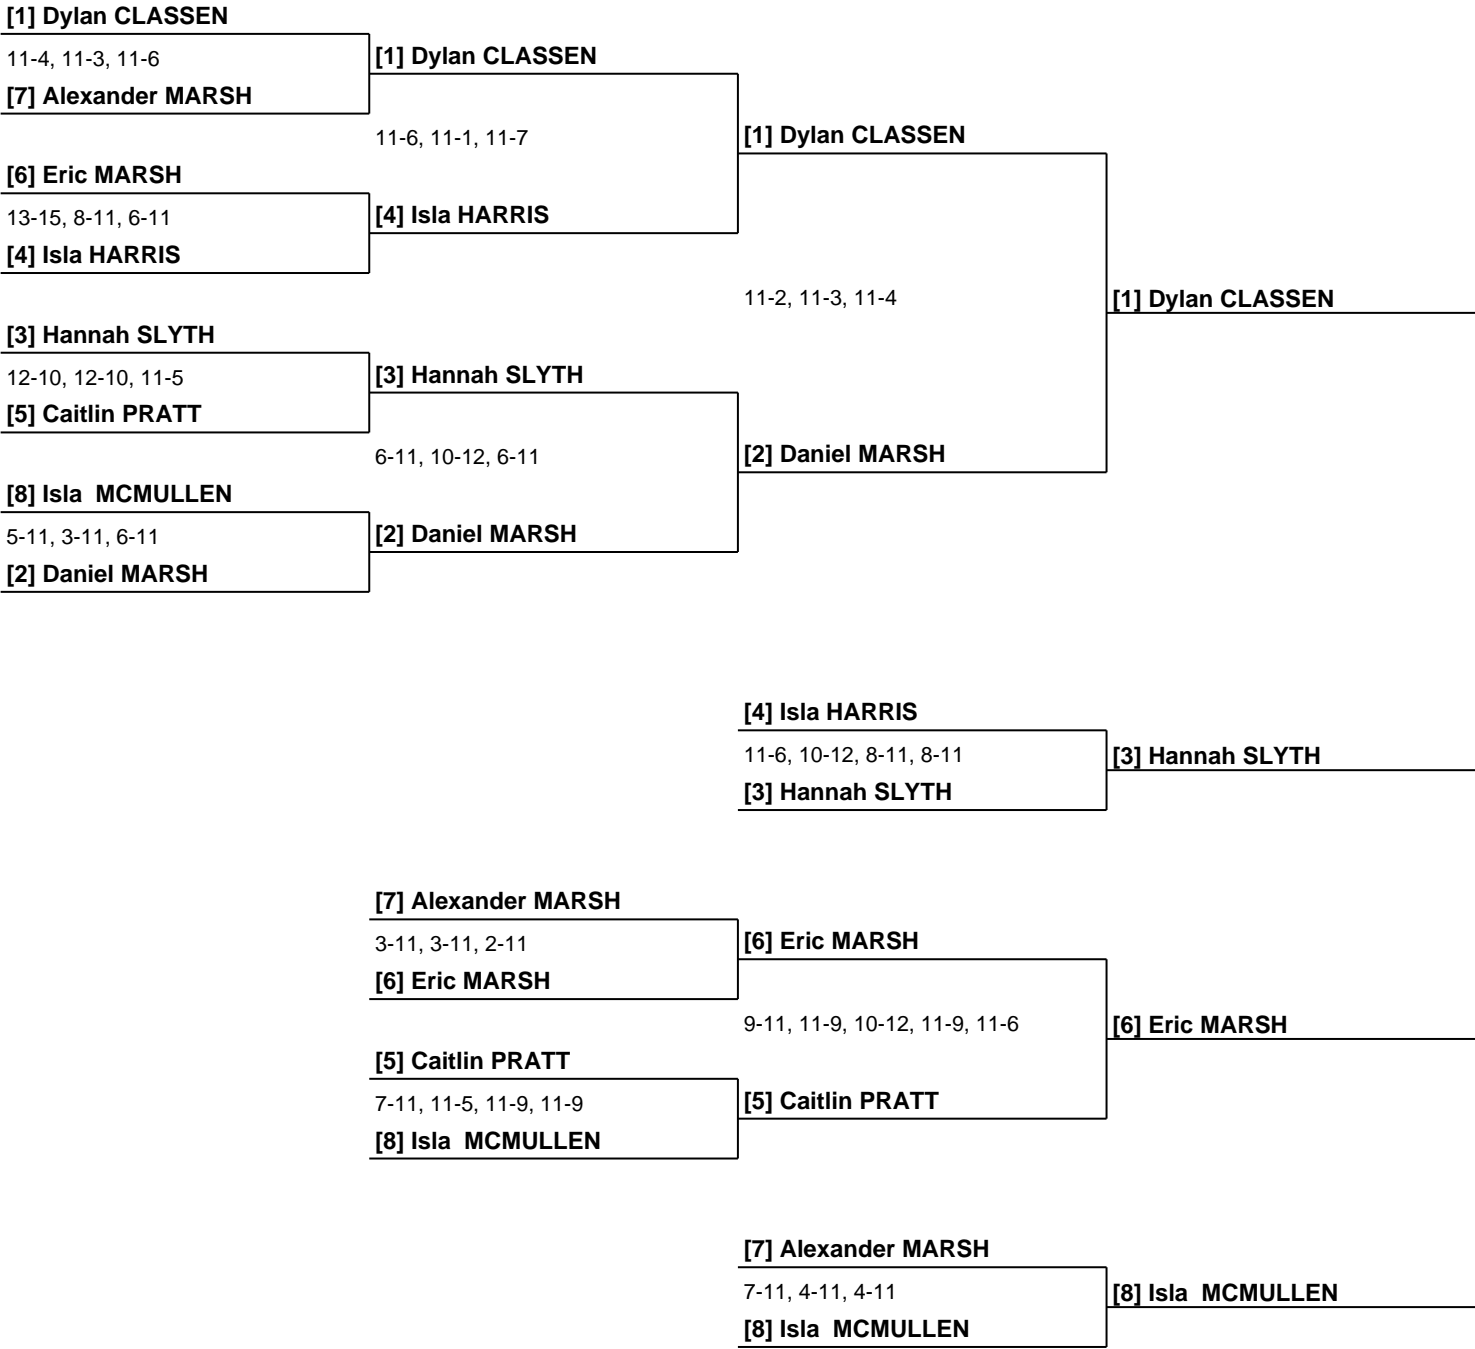 [1] Dylan CLASSEN
11-4, 11-3, 11-6
[1] Dylan CLASSEN
[7] Alexander MARSH
11-6, 11-1, 11-7
[1] Dylan CLASSEN
[6] Eric MARSH
13-15, 8-11, 6-11
[4] Isla HARRIS
[4] Isla HARRIS
11-2, 11-3, 11-4
[1] Dylan CLASSEN
[3] Hannah SLYTH
12-10, 12-10, 11-5
[3] Hannah SLYTH
[5] Caitlin PRATT
6-11, 10-12, 6-11
[2] Daniel MARSH
[8] Isla  MCMULLEN
5-11, 3-11, 6-11
[2] Daniel MARSH
[2] Daniel MARSH
[4] Isla HARRIS
11-6, 10-12, 8-11, 8-11
[3] Hannah SLYTH
[3] Hannah SLYTH
[7] Alexander MARSH
3-11, 3-11, 2-11
[6] Eric MARSH
[6] Eric MARSH
9-11, 11-9, 10-12, 11-9, 11-6
[6] Eric MARSH
[5] Caitlin PRATT
7-11, 11-5, 11-9, 11-9
[5] Caitlin PRATT
[8] Isla  MCMULLEN
[7] Alexander MARSH
7-11, 4-11, 4-11
[8] Isla  MCMULLEN
[8] Isla  MCMULLEN